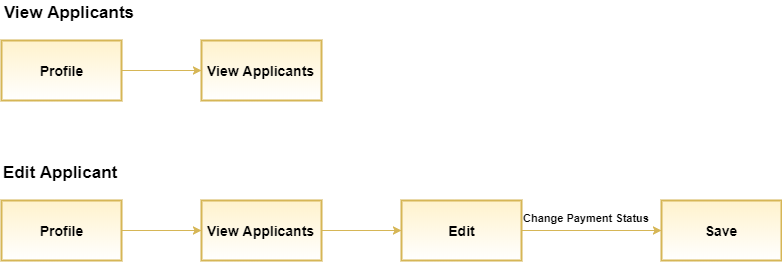 View Applicants
Profile
View Applicants
Edit Applicant
Profile
View Applicants
Edit
Change Payment Status
Save